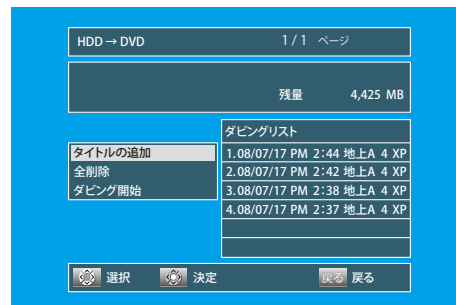 HDD→DVD 1/1 ページ
残量 4,425 MB
ダビングリスト
タイトルの追加
全削除
ダビング開始
1.08/07/17 PM 2:44 地上A 4 XP
2.08/07/17 PM 2:42 地上A 4 XP
3.08/07/17 PM 2:38 地上A 4 XP
4.08/07/17 PM 2:37 地上A 4 XP
選択 決定 戻る 戻る